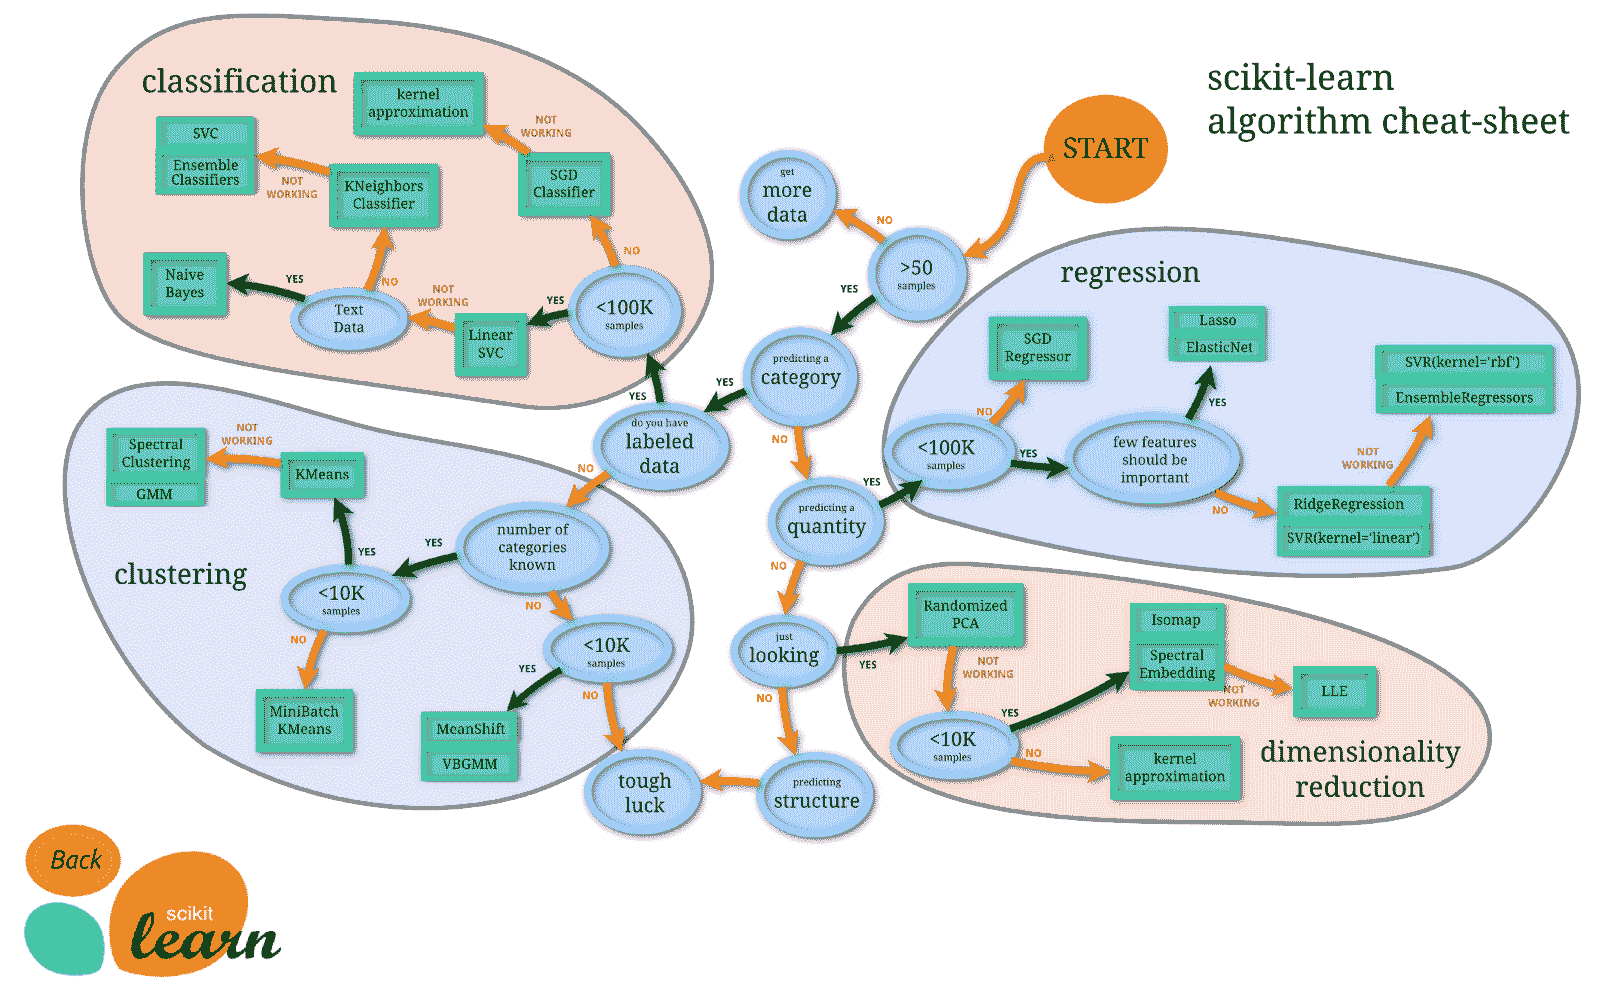 scikit-learn
algorithm cheat-sheet
START
get
more
data
NO
>50
samples
YES
predicting a
category
YES
NO
do you have
labeled
data
YES
NO
predicting a
quantity
YES
NO
just
looking
YES
NO
predicting
structure
tough
luck
classification
kernel
approximation
NOT
WORKING
SVC
Ensemble
Classifiers
NOT
WORKING
KNeighbors
Classifier
SGD
Classifier
NO
Naive
Bayes
YES
NO
Text
Data
NOT
WORKING
Linear
SVC
YES
<100K
samples
regression
SGD
Regressor
Lasso
ElasticNet
SVR(kernel='rbf')
EnsembleRegressors
NO
<100K
samples
YES
few features
should be
important
YES
NO
NOT
WORKING
RidgeRegression
SVR(kernel='linear')
clustering
Spectral
Clustering
GMM
NOT
WORKING
KMeans
YES
<10K
samples
YES
number of
categories
known
NO
NO
MiniBatch
KMeans
<10K
samples
YES
NO
MeanShift
VBGMM
dimensionality
reduction
Randomized
PCA
NOT
WORKING
<10K
samples
YES
NO
Isomap
Spectral
Embedding
NOT
WORKING
LLE
kernel
approximation
Back
scikit
learn